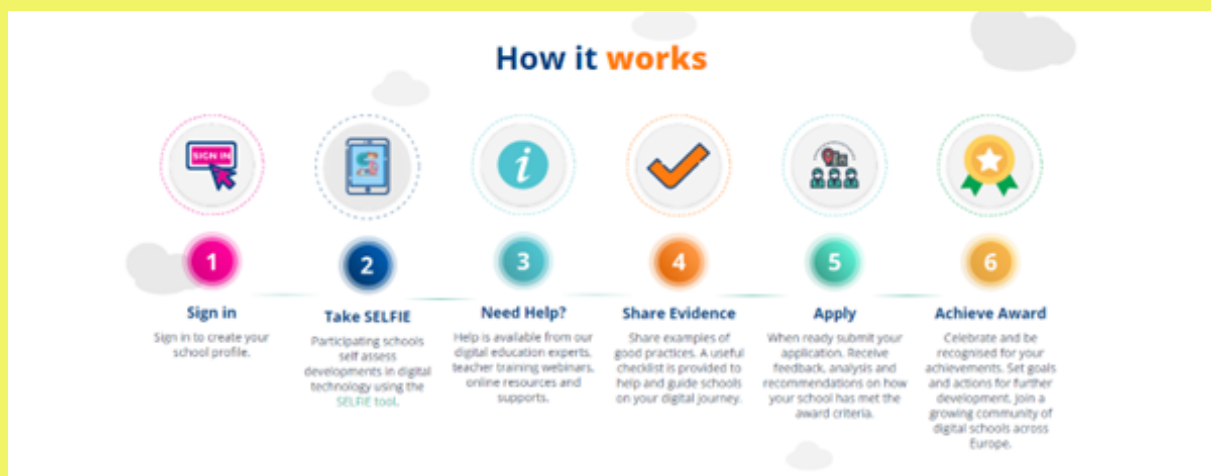 How it works
SIGN IN
i
1
2
3
4
5
6
Sign in
Sign in to create your
school profile.
Take SELFIE
Participating schools
self assess
developments in digital
technology using the
SELFIE tool.
Need Help?
Help is available from our
digital education experts,
teacher training webinars,
online resources and
supports.
Share Evidence
Share examples of
good practices. A useful
checklist is provided to
help and guide schools
on your digital journey.
Apply
When ready submit your
application. Receive
feedback, analysis and
recommendations on how
your school has met the
award criteria.
Achieve Award
Celebrate and be
recognised for your
achievements. Set goals
and actions for further
development. Join a
growing community of
digital schools across
Europe.